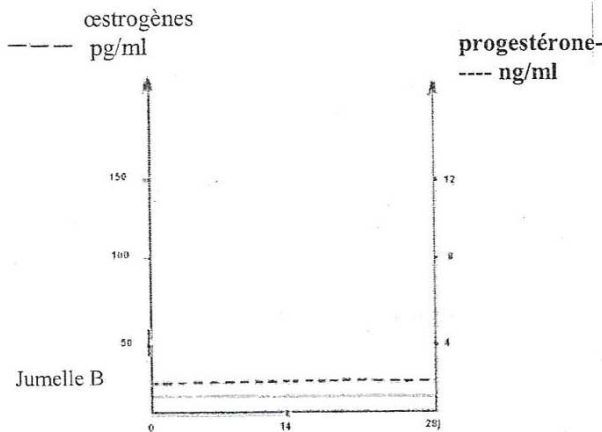 œstrogènes
— — — pg/ml
progestérone-
---- ng/ml
150
12
100
8
50
4
Jumelle B
0
14
28j